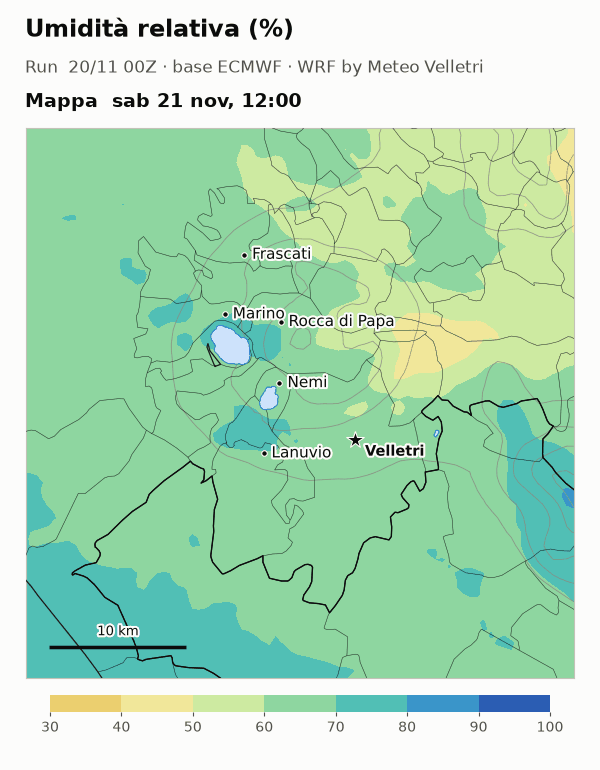 Umidità relativa (%)
Run  20/11 00Z · base ECMWF · WRF by Meteo Velletri
Mappa  sab 21 nov, 12:00
Frascati
Marino
Rocca di Papa
Nemi
Velletri
Lanuvio
10 km
30 40 50 60 70 80 90 100